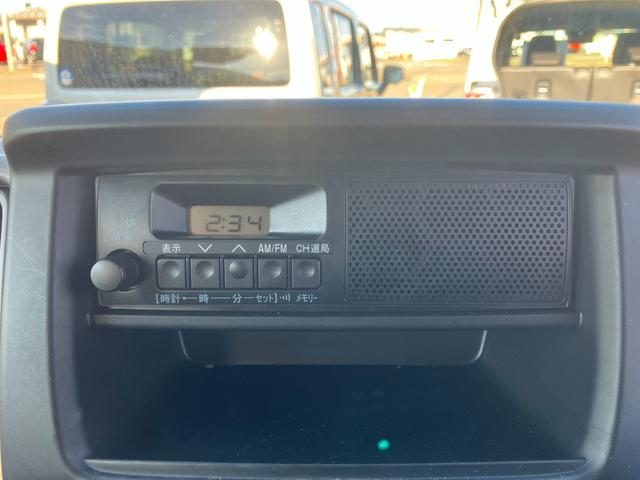 2:34
表示 ∨ ∧ AM/FM CH選局
[時計 時 分 セット] メモリー